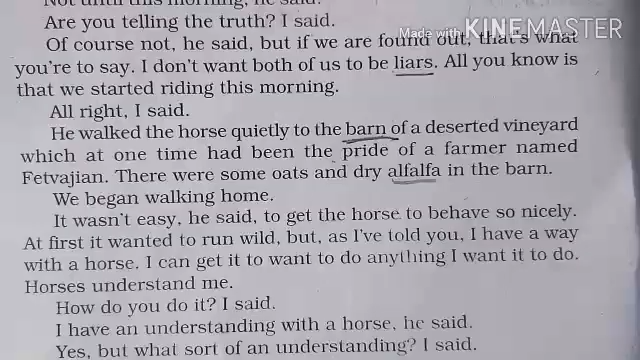 Not until this morning, he said.
Are you telling the truth? I said.
Made with KINEMASTER
Of course not, he said, but if we are found out, that's what
you're to say. I don't want both of us to be liars. All you know is
that we started riding this morning.
All right, I said.
He walked the horse quietly to the barn of a deserted vineyard
which at one time had been the pride of a farmer named
Fetvajian. There were some oats and dry alfalfa in the barn.
We began walking home.
It wasn't easy, he said, to get the horse to behave so nicely.
At first it wanted to run wild, but, as I've told you, I have a way
with a horse. I can get it to want to do anything I want it to do.
Horses understand me.
How do you do it? I said.
I have an understanding with a horse, he said.
Yes, but what sort of an understanding? I said.